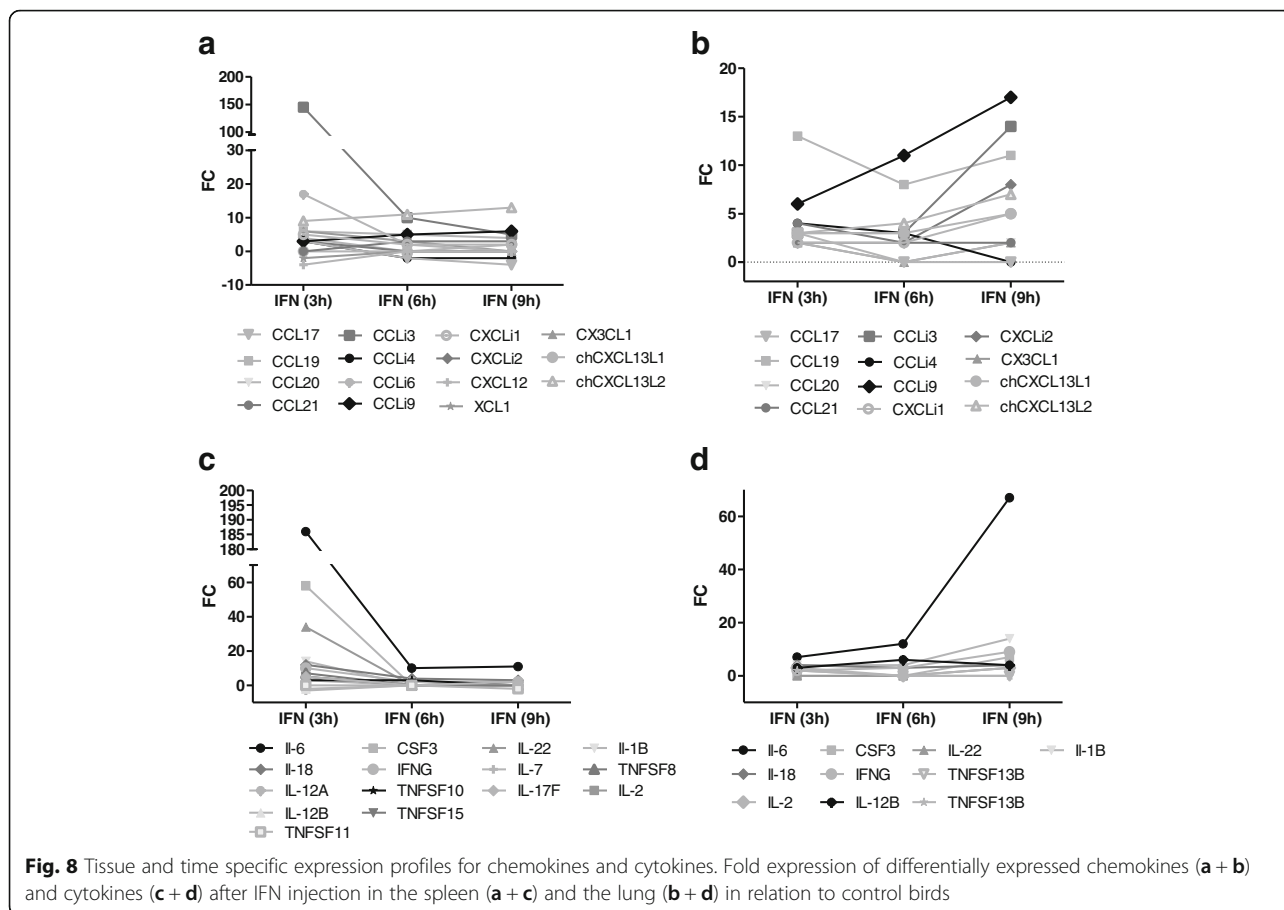 a
200
150
100
30
20
10
0
-10
FC
IFN (3h) IFN (6h) IFN (9h)
CCL17 CCLi3 CXCLi1 CX3CL1
CCL19 CCLi4 CXCLi2 chCXCL13L1
CCL20 CCLi6 CXCL12 chCXCL13L2
CCL21 CCLi9 XCL1
b
20
15
10
5
0
FC
IFN (3h) IFN (6h) IFN (9h)
CCL17 CCLi3 CXCLi2
CCL19 CCLi4 CX3CL1
CCL20 CCLi9 chCXCL13L1
CCL21 CXCLi1 chCXCL13L2
c
200
195
190
185
180
60
40
20
0
FC
IFN (3h) IFN (6h) IFN (9h)
Il-6 CSF3 IL-22 Il-1B
Il-18 IFNG IL-7 TNFSF8
IL-12A TNFSF10 IL-17F IL-2
IL-12B TNFSF15
TNFSF11
d
60
40
20
0
FC
IFN (3h) IFN (6h) IFN (9h)
Il-6 CSF3 IL-22 Il-1B
Il-18 IFNG TNFSF13B
IL-2 IL-12B TNFSF13B
Fig. 8 Tissue and time specific expression profiles for chemokines and cytokines. Fold expression of differentially expressed chemokines (a + b)
and cytokines (c + d) after IFN injection in the spleen (a + c) and the lung (b + d) in relation to control birds